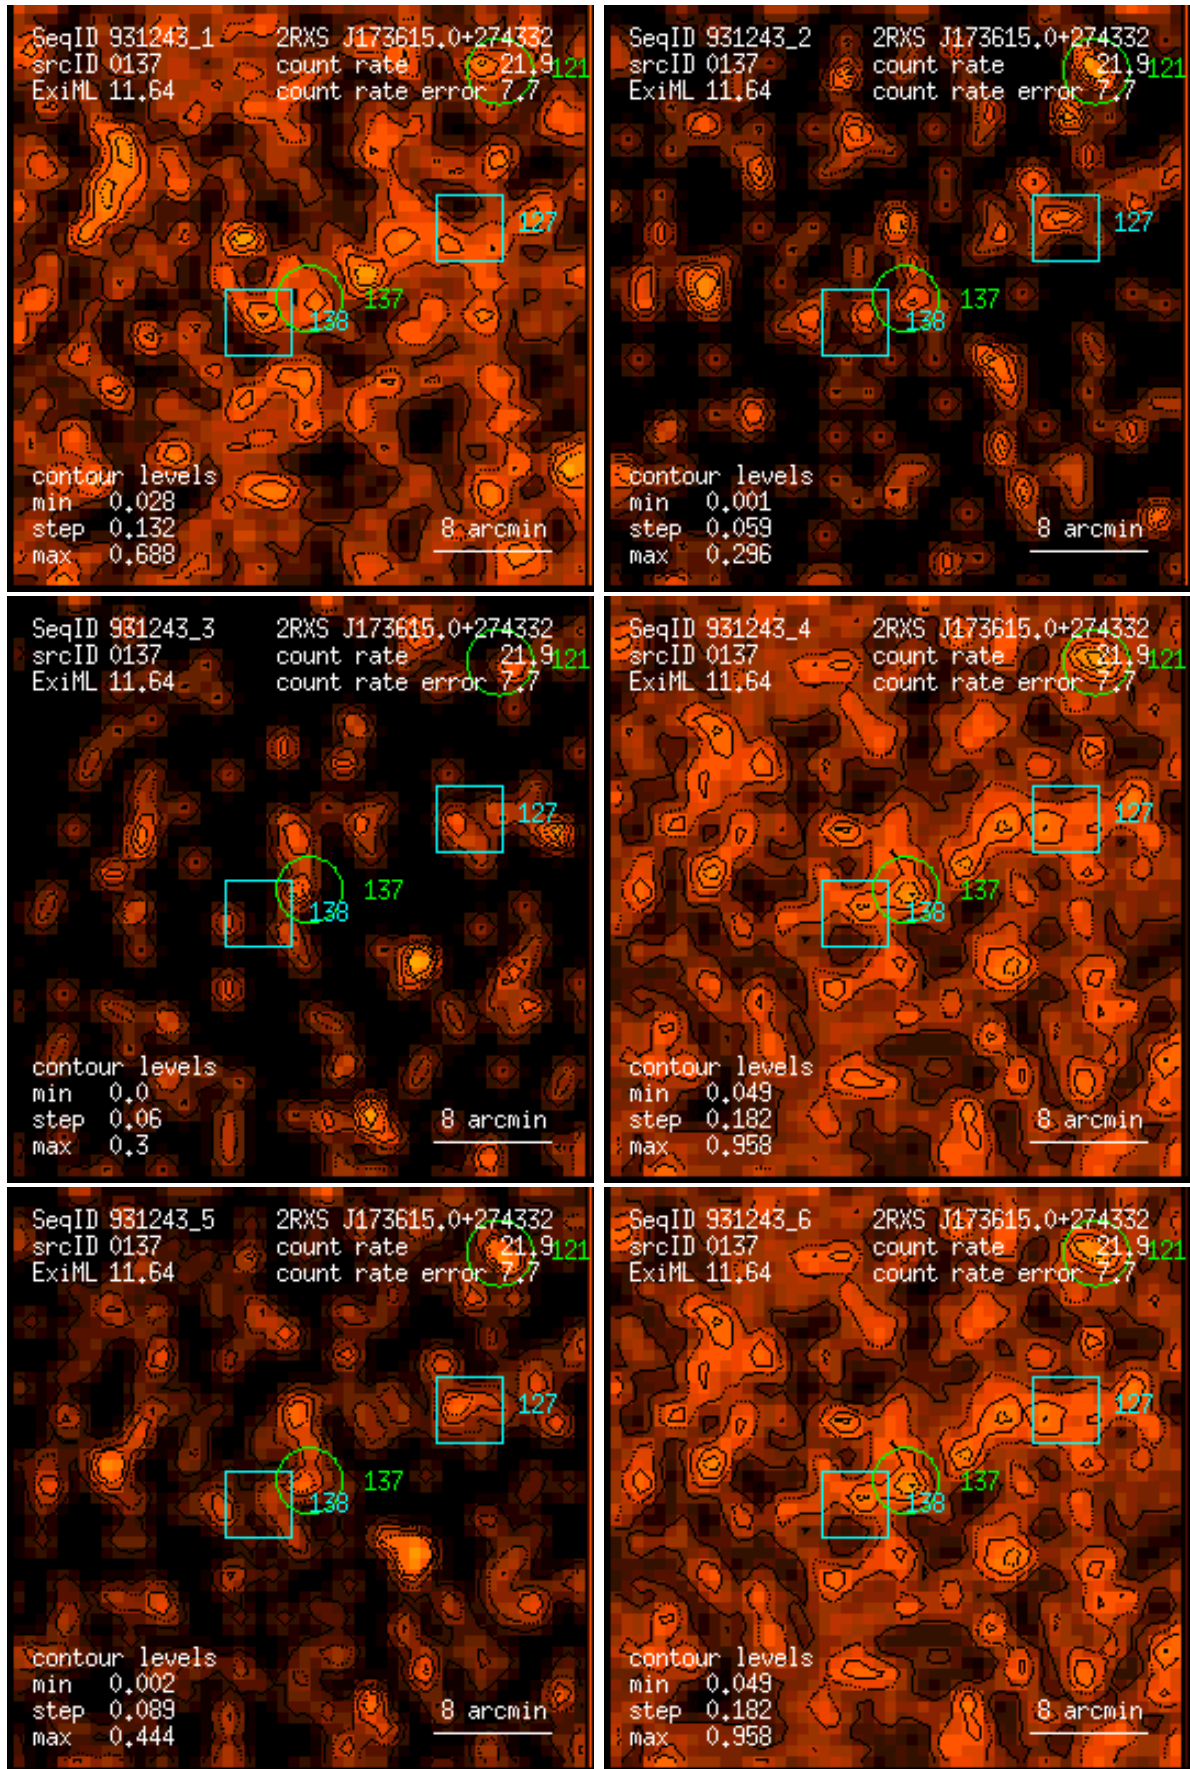 SeqID 931243_1 2RXS J173615.0+274332
srcID 0137 count rate 21.9 121
ExiML 11.64 count rate error 7.7
127
137
138
contour levels
min 0.028
step 0.132 8 arcmin
max 0.688
SeqID 931243_2 2RXS J173615.0+274332
srcID 0137 count rate 21.9 121
ExiML 11.64 count rate error 7.7
127
137
138
contour levels
min 0.001
step 0.059 8 arcmin
max 0.296
SeqID 931243_3 2RXS J173615.0+274332
srcID 0137 count rate 21.9 121
ExiML 11.64 count rate error 7.7
127
137
138
contour levels
min 0.0
step 0.06 8 arcmin
max 0.3
SeqID 931243_4 2RXS J173615.0+274332
srcID 0137 count rate 21.9 121
ExiML 11.64 count rate error 7.7
127
137
138
contour levels
min 0.049
step 0.182 8 arcmin
max 0.958
SeqID 931243_5 2RXS J173615.0+274332
srcID 0137 count rate 21.9 121
ExiML 11.64 count rate error 7.7
127
137
138
contour levels
min 0.002
step 0.089 8 arcmin
max 0.444
SeqID 931243_6 2RXS J173615.0+274332
srcID 0137 count rate 21.9 121
ExiML 11.64 count rate error 7.7
127
137
138
contour levels
min 0.049
step 0.182 8 arcmin
max 0.958